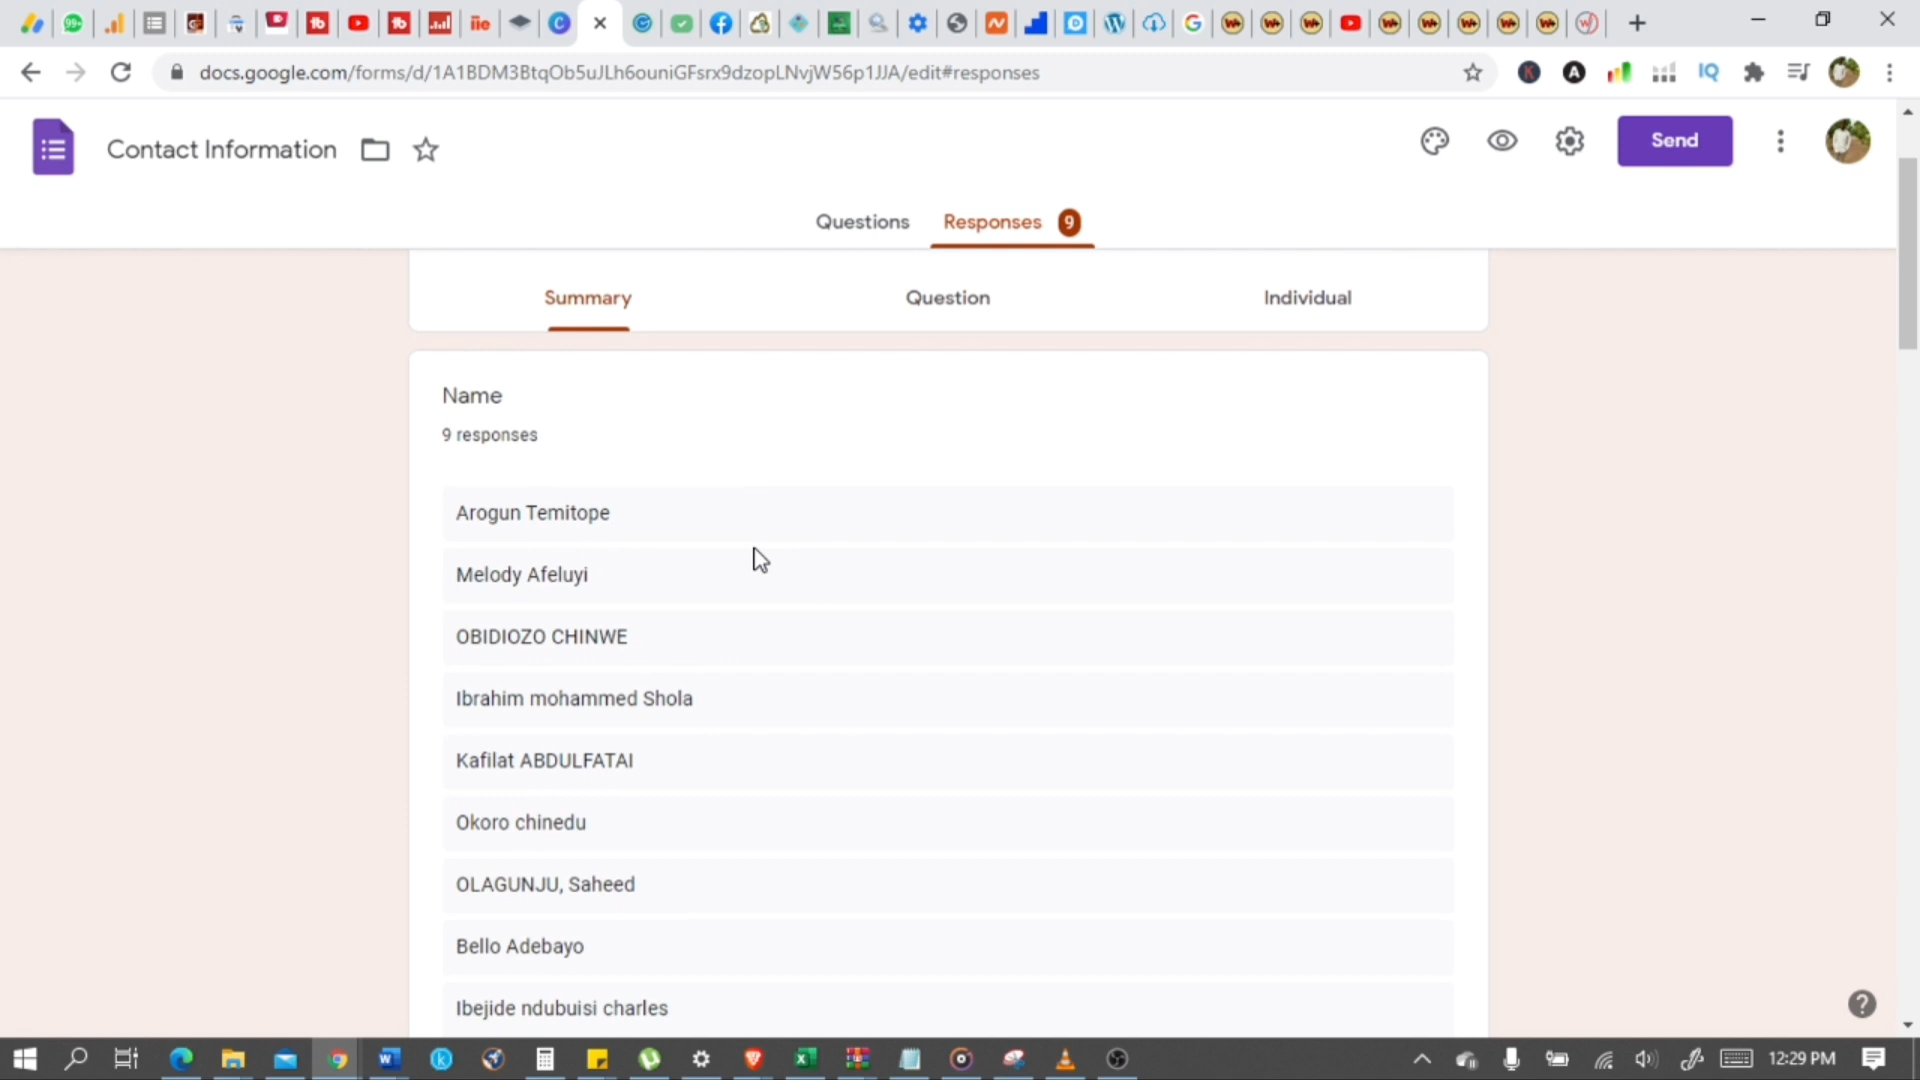 docs.google.com/forms/d/1A1BDM3BtqOb5uJLh6ouniGFsrx9dzopLNvjW56p1JJA/edit#responses
Contact Information
Send
Questions
Responses 9
Summary
Question
Individual
Name
9 responses
Arogun Temitope
Melody Afeluyi
OBIDIOZO CHINWE
Ibrahim mohammed Shola
Kafilat ABDULFATAI
Okoro chinedu
OLAGUNJU, Saheed
Bello Adebayo
Ibejide ndubuisi charles
12:29 PM